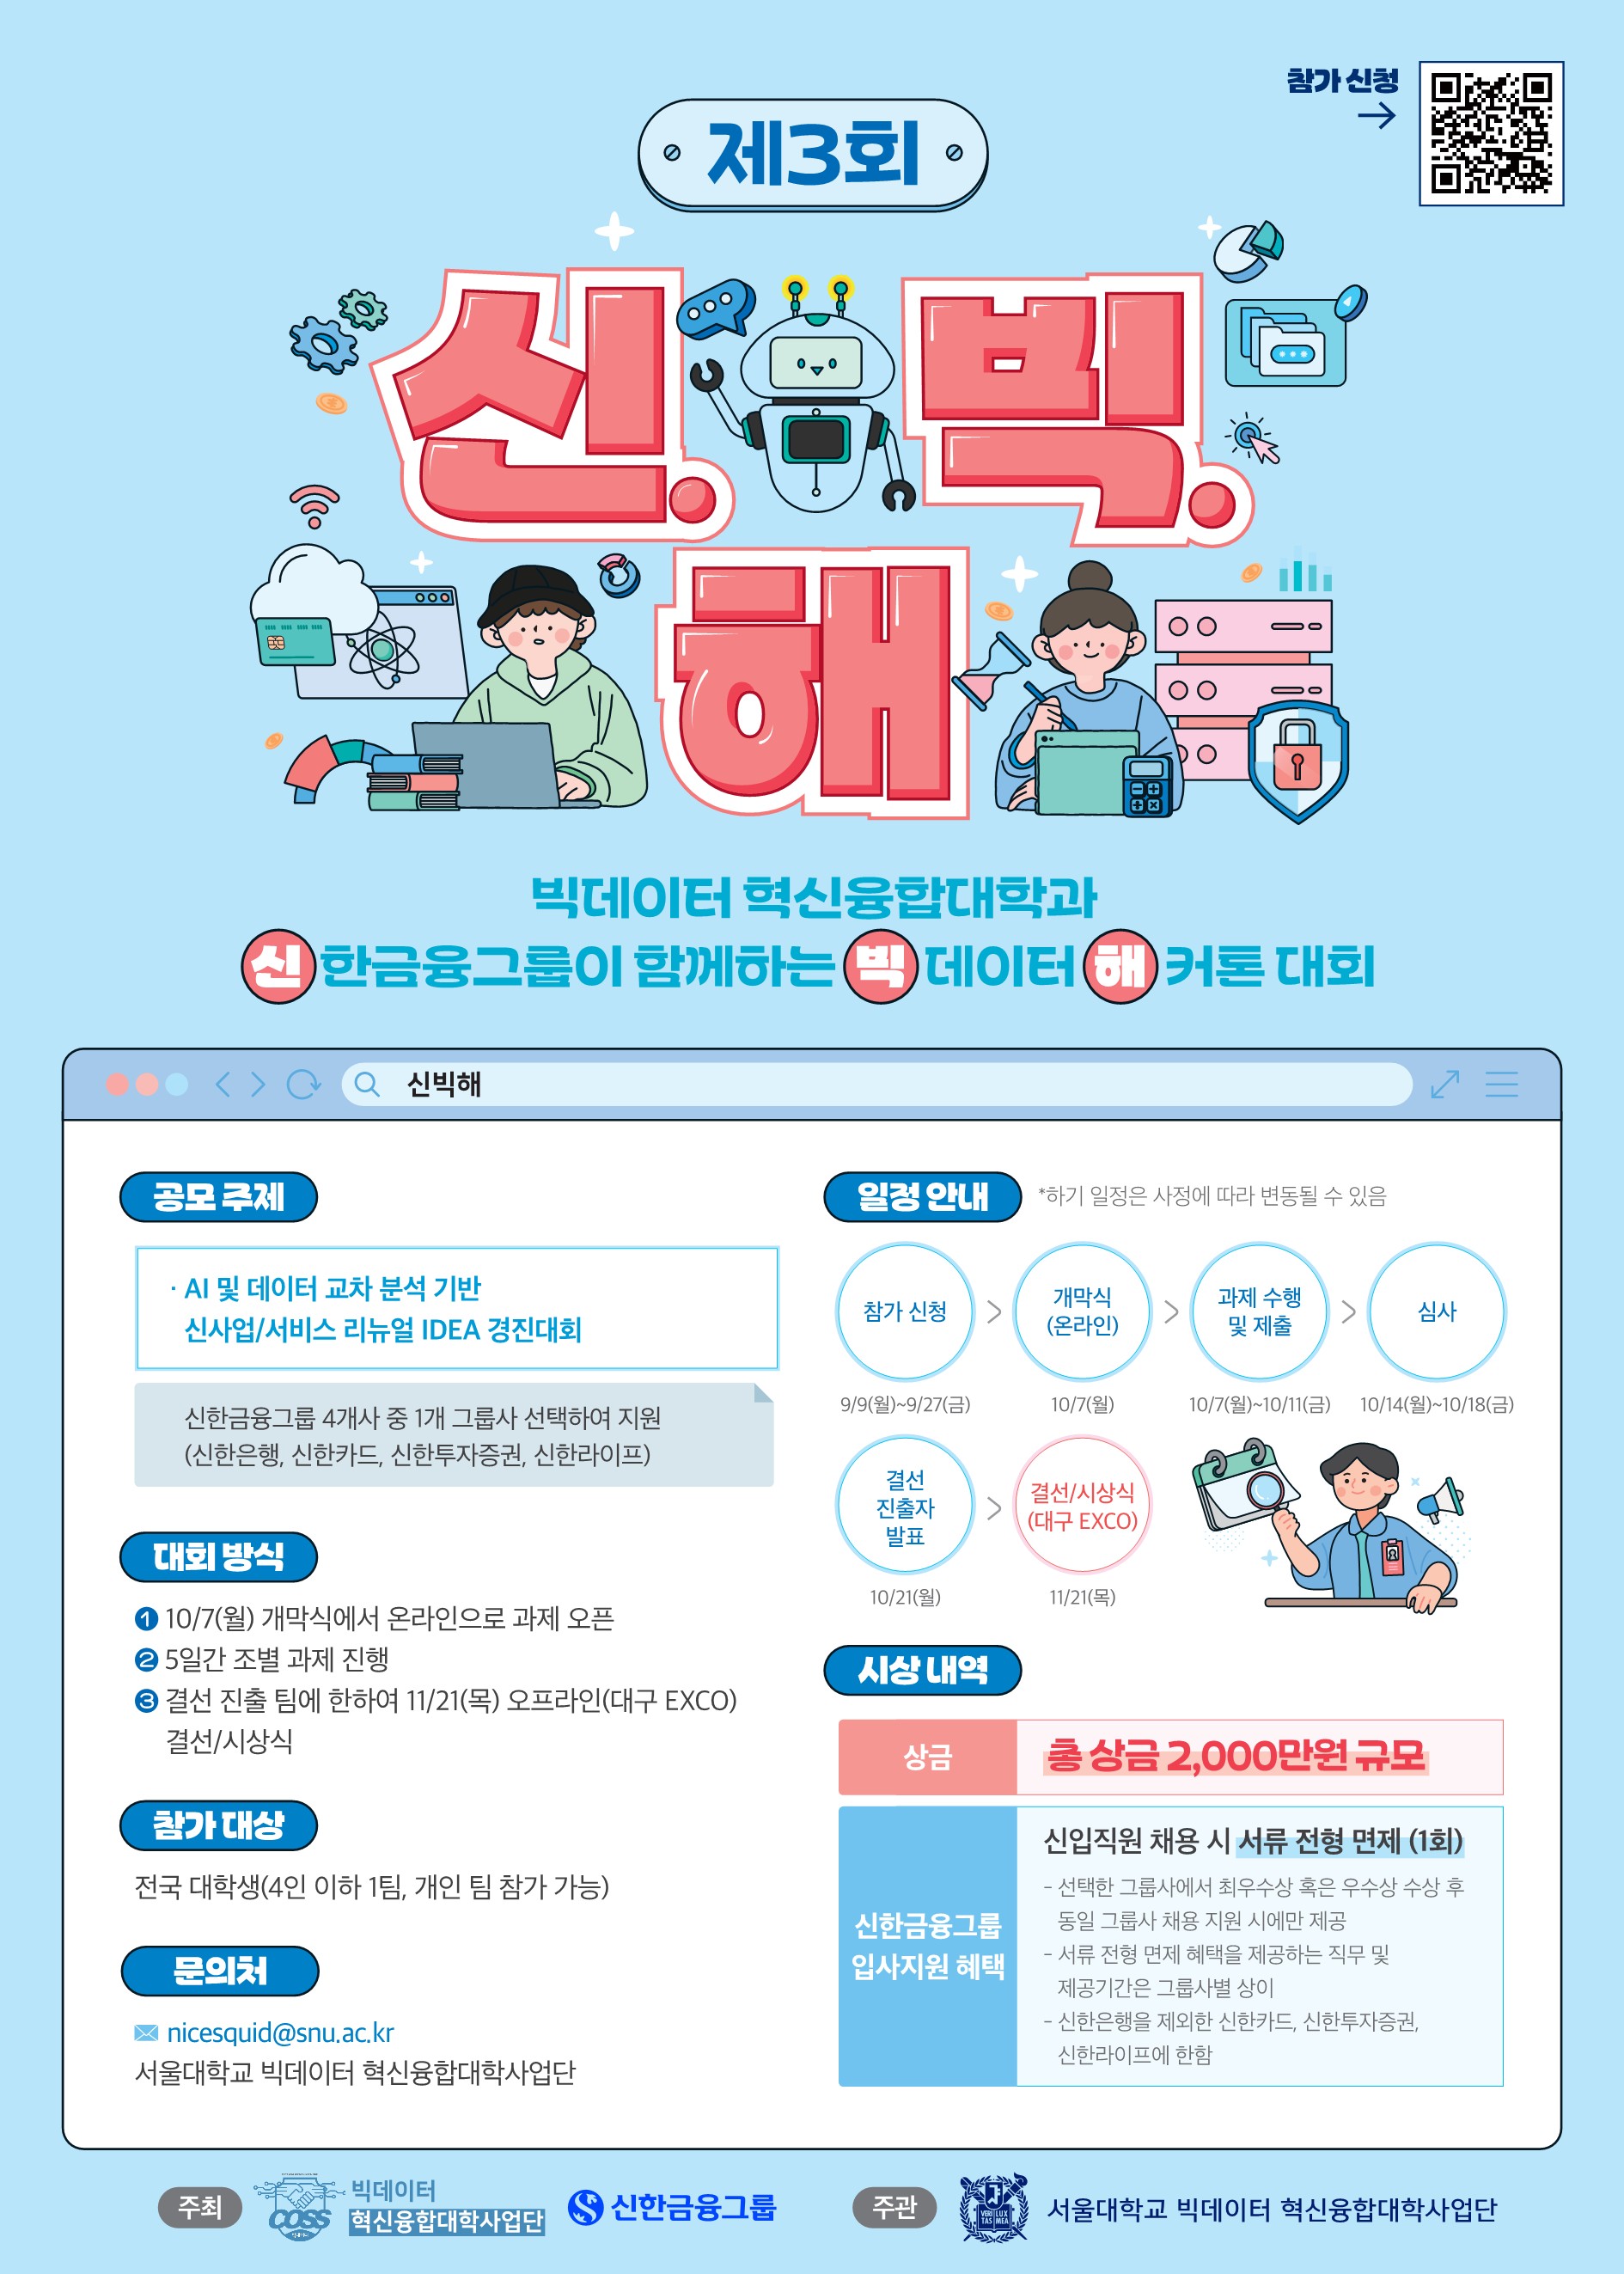 참가 신청
제3회
신.빅.
해
빅데이터 혁신융합대학과
신한금융그룹이 함께하는 빅데이터 해커톤 대회
신빅해
공모 주제
· AI 및 데이터 교차 분석 기반
신사업/서비스 리뉴얼 IDEA 경진대회
신한금융그룹 4개사 중 1개 그룹사 선택하여 지원
(신한은행, 신한카드, 신한투자증권, 신한라이프)
대회 방식
1 10/7(월) 개막식에서 온라인으로 과제 오픈
2 5일간 조별 과제 진행
3 결선 진출 팀에 한하여 11/21(목) 오프라인(대구 EXCO)
결선/시상식
참가 대상
전국 대학생(4인 이하 1팀, 개인 팀 참가 가능)
문의처
nicesquid@snu.ac.kr
서울대학교 빅데이터 혁신융합대학사업단
일정 안내 *하기 일정은 사정에 따라 변동될 수 있음
참가 신청
9/9(월)~9/27(금)
개막식
(온라인)
10/7(월)
과제 수행
및 제출
10/7(월)~10/11(금)
심사
10/14(월)~10/18(금)
결선
진출자
발표
10/21(월)
결선/시상식
(대구 EXCO)
11/21(목)
시상 내역
상금
총 상금 2,000만원 규모
신한금융그룹
입사지원 혜택
신입직원 채용 시 서류 전형 면제 (1회)
- 선택한 그룹사에서 최우수상 혹은 우수상 수상 후
동일 그룹사 채용 지원 시에만 제공
- 서류 전형 면제 혜택을 제공하는 직무 및
제공기간은 그룹사별 상이
- 신한은행을 제외한 신한카드, 신한투자증권,
신한라이프에 한함
주최
COSS
빅데이터
혁신융합대학사업단
신한금융그룹
주관
VERI LUX
TAS MEA
서울대학교 빅데이터 혁신융합대학사업단